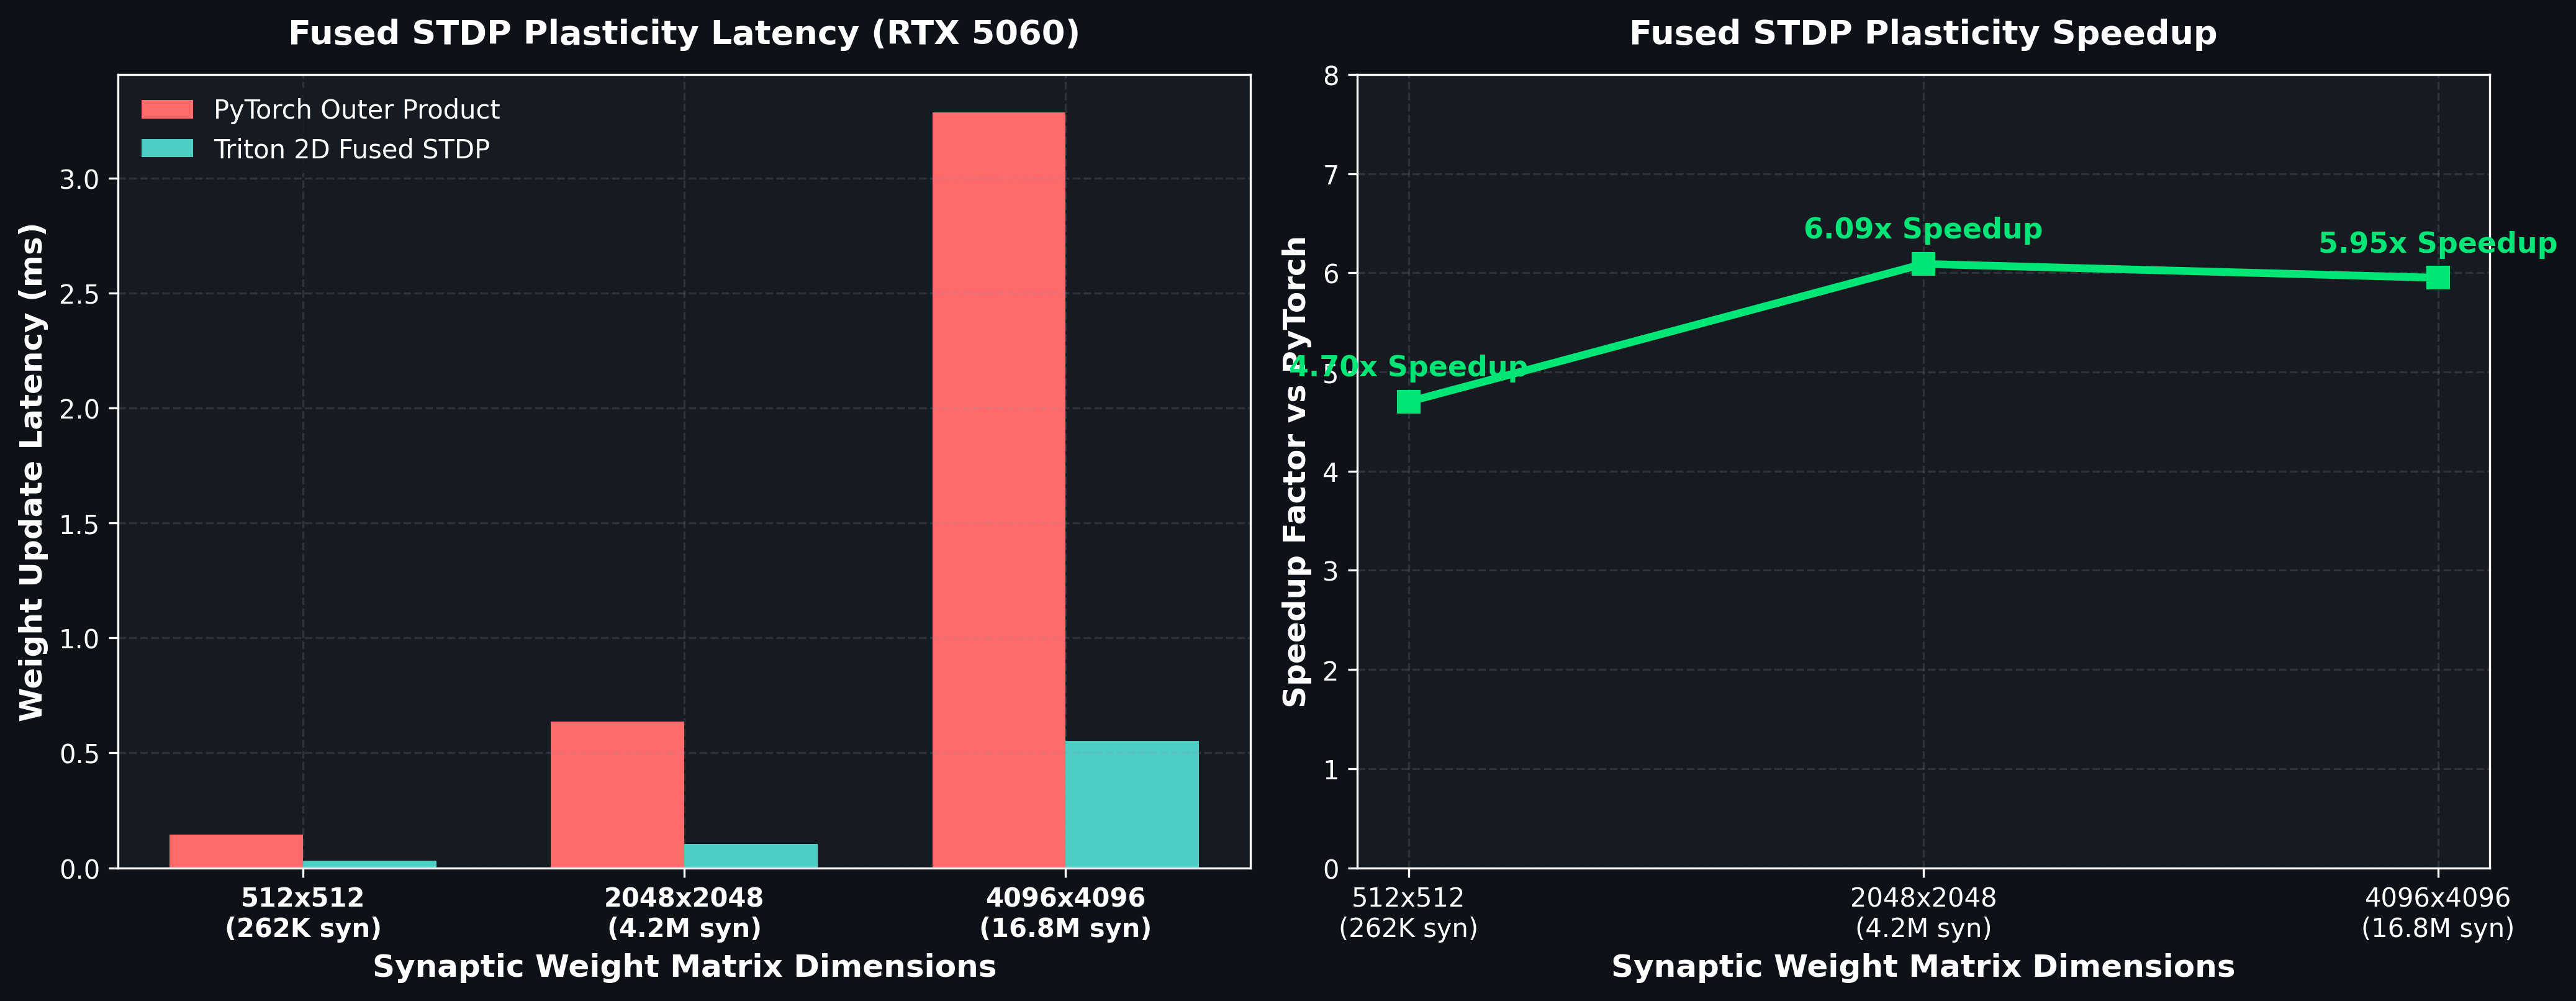 Fused STDP Plasticity Latency (RTX 5060)
PyTorch Outer Product
Triton 2D Fused STDP
Weight Update Latency (ms)
3.0
2.5
2.0
1.5
1.0
0.5
0.0
512x512
(262K syn)
2048x2048
(4.2M syn)
4096x4096
(16.8M syn)
Synaptic Weight Matrix Dimensions
Fused STDP Plasticity Speedup
Speedup Factor vs PyTorch
8
7
6
5
4
3
2
1
0
4.70x Speedup
6.09x Speedup
5.95x Speedup
512x512
(262K syn)
2048x2048
(4.2M syn)
4096x4096
(16.8M syn)
Synaptic Weight Matrix Dimensions